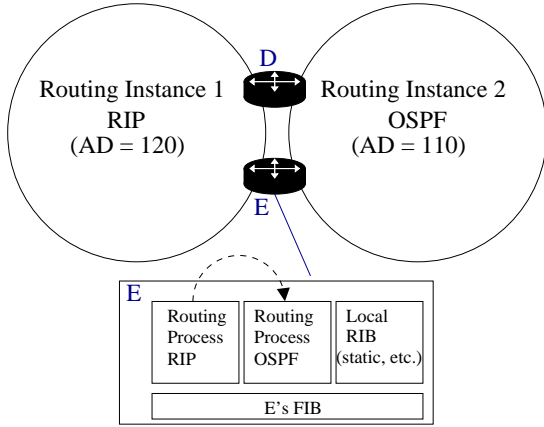 D
Routing Instance 1
RIP
(AD = 120)
Routing Instance 2
OSPF
(AD = 110)
E
E
Routing
Process
RIP
Routing
Process
OSPF
Local
RIB
(static, etc.)
E's FIB